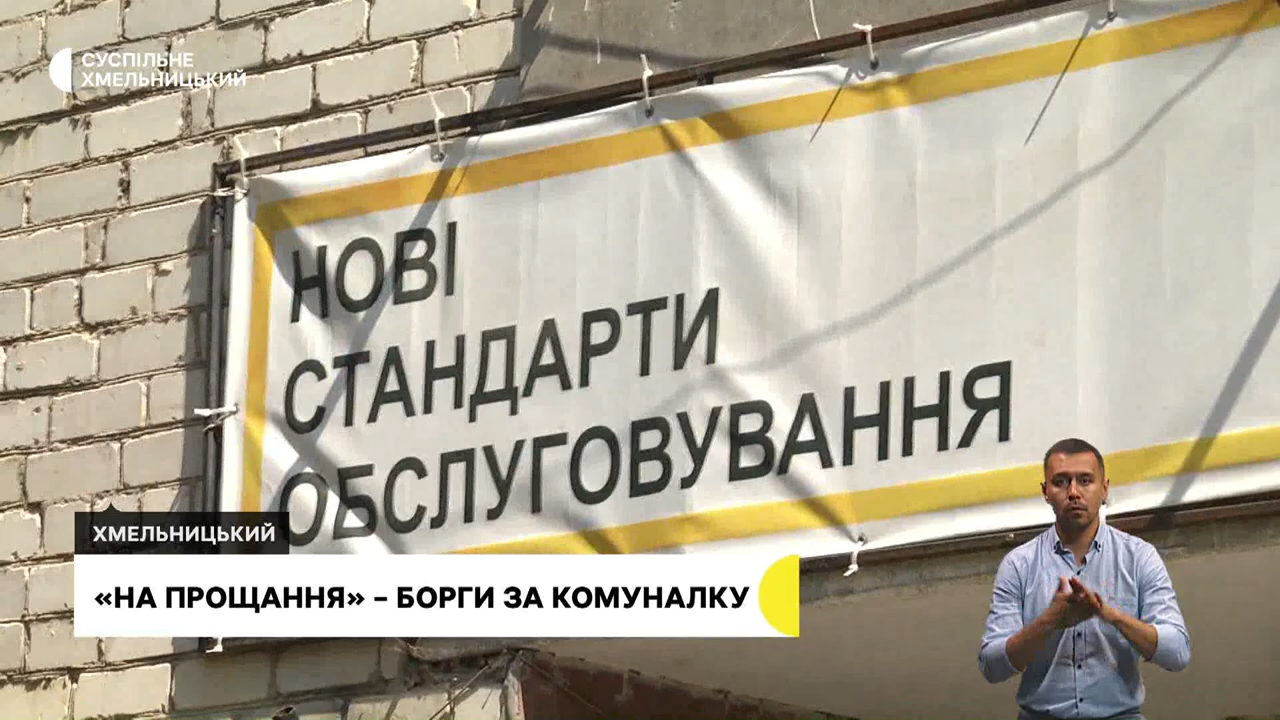 СУСПІЛЬНЕ
ХМЕЛЬНИЦЬКИЙ
НОВІ
СТАНДАРТИ
ОБСЛУГОВУВАННЯ
ХМЕЛЬНИЦЬКИЙ
«НА ПРОЩАННЯ» – БОРГИ ЗА КОМУНАЛКУ